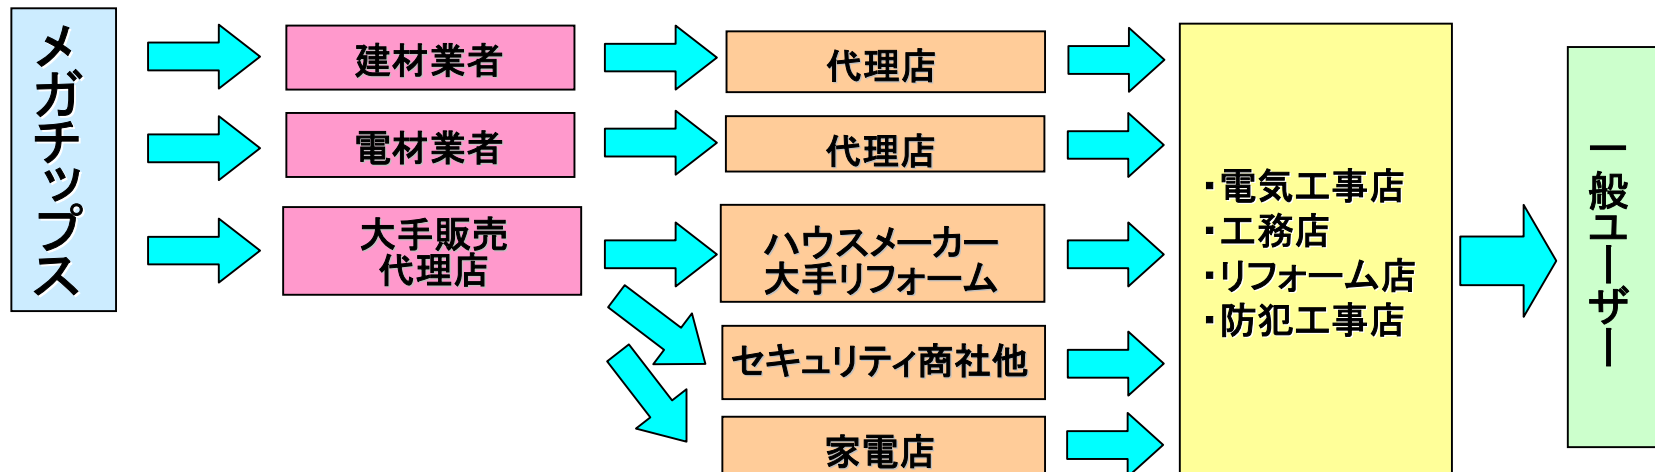 メガチップス
建材業者
代理店
電材業者
代理店
大手販売
代理店
ハウスメーカー
大手リフォーム
セキュリティ商社他
家電店
・電気工事店
・工務店
・リフォーム店
・防犯工事店
一般ユーザー